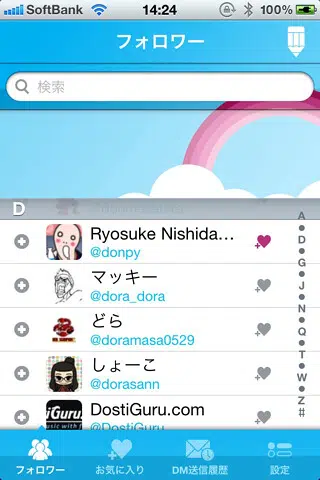 SoftBank 14:24 100%
フォロワー
検索
D
Ryosuke Nishida…
@donpy
マッキー
@dora_dora
どら
@doramasa0529
しょーこ
@dorasann
DostiGuru.com
@DostiGuru
A
D
G
J
N
Q
T
W
Z
#
フォロワー お気に入り DM送信履歴 設定